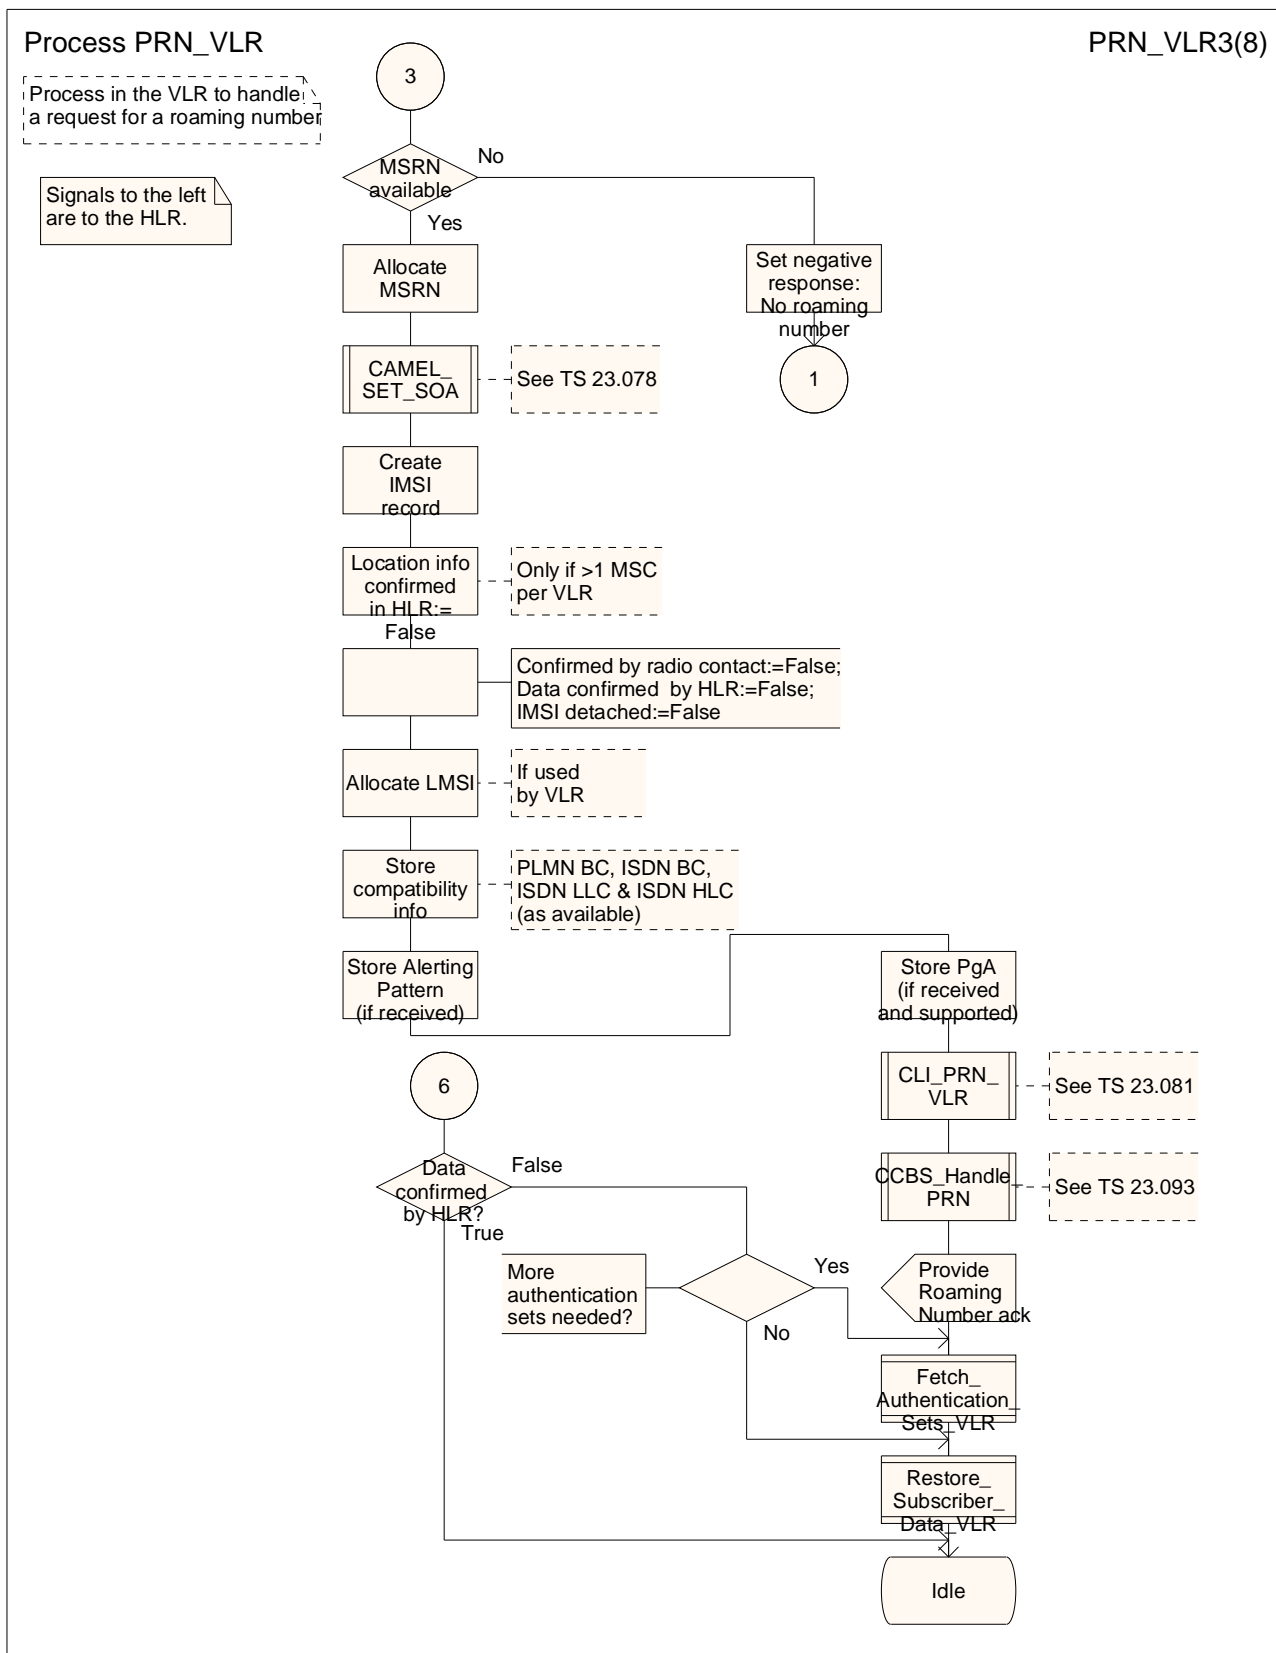 Process PRN_VLR
PRN_VLR3(8)
Process in the VLR to handle
a request for a roaming number
Signals to the left
are to the HLR.
3
MSRN
available
No
Yes
Allocate
MSRN
Set negative
response:
No roaming
number
1
CAMEL_
SET_SOA
See TS 23.078
Create
IMSI
record
Location info
confirmed
in HLR:=
False
Only if >1 MSC
per VLR
Confirmed by radio contact:=False;
Data confirmed  by HLR:=False;
IMSI detached:=False
Allocate LMSI
If used
by VLR
Store
compatibility
info
PLMN BC, ISDN BC,
ISDN LLC & ISDN HLC
(as available)
Store Alerting
Pattern
(if received)
Store PgA
(if received
and supported)
6
CLI_PRN_
VLR
See TS 23.081
Data
confirmed
by HLR?
False
True
CCBS_Handle_
PRN
See TS 23.093
More
authentication
sets needed?
Yes
No
Provide
Roaming
Number ack
Fetch_
Authentication_
Sets_VLR
Restore_
Subscriber_
Data_VLR
Idle